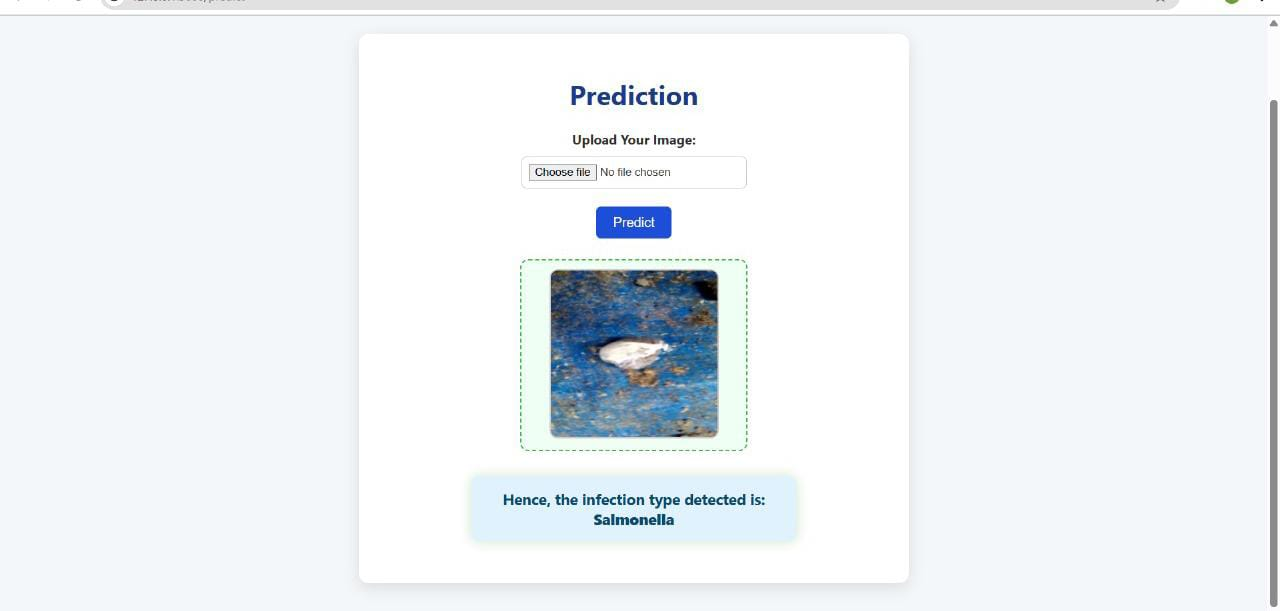 Prediction
Upload Your Image:
Choose file No file chosen
Predict
Hence, the infection type detected is:
Salmonella